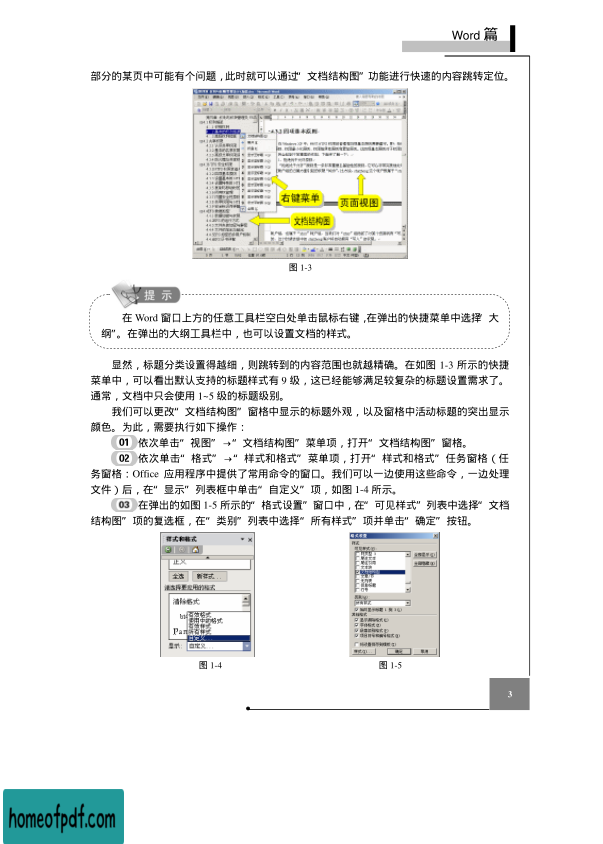 Word 篇
部分的某页中可能有个问题，此时就可以通过“文档结构图”功能进行快速的内容跳转定位。
右键菜单
页面视图
文档结构图
图 1-3
提 示
在 Word 窗口上方的任意工具栏空白处单击鼠标右键，在弹出的快捷菜单中选择“大
纲”。在弹出的大纲工具栏中，也可以设置文档的样式。
显然，标题分类设置得越细，则跳转到的内容范围也就越精确。在如图 1-3 所示的快捷
菜单中，可以看出默认支持的标题样式有 9 级，这已经能够满足较复杂的标题设置需求了。
通常，文档中只会使用 1~5 级的标题级别。
我们可以更改“文档结构图”窗格中显示的标题外观，以及窗格中活动标题的突出显示
颜色。为此，需要执行如下操作：
01 依次单击“视图”→“文档结构图”菜单项，打开“文档结构图”窗格。
02 依次单击“格式”→“样式和格式”菜单项，打开“样式和格式”任务窗格（任
务窗格：Office 应用程序中提供了常用命令的窗口。我们可以一边使用这些命令，一边处理
文件）后，在“显示”列表框中单击“自定义”项，如图 1-4 所示。
03 在弹出的如图 1-5 所示的“格式设置”窗口中，在“可见样式”列表中选择“文档
结构图”项的复选框，在“类别”列表中选择“所有样式”项并单击“确定”按钮。
样式和格式
正文
全选 新样式...
请选择要应用的格式
清除格式
有效格式
使用中的格式
有效样式
所有样式
自定义...
显示: 自定义...
图 1-4
格式设置
图 1-5
3
homeofpdf.com